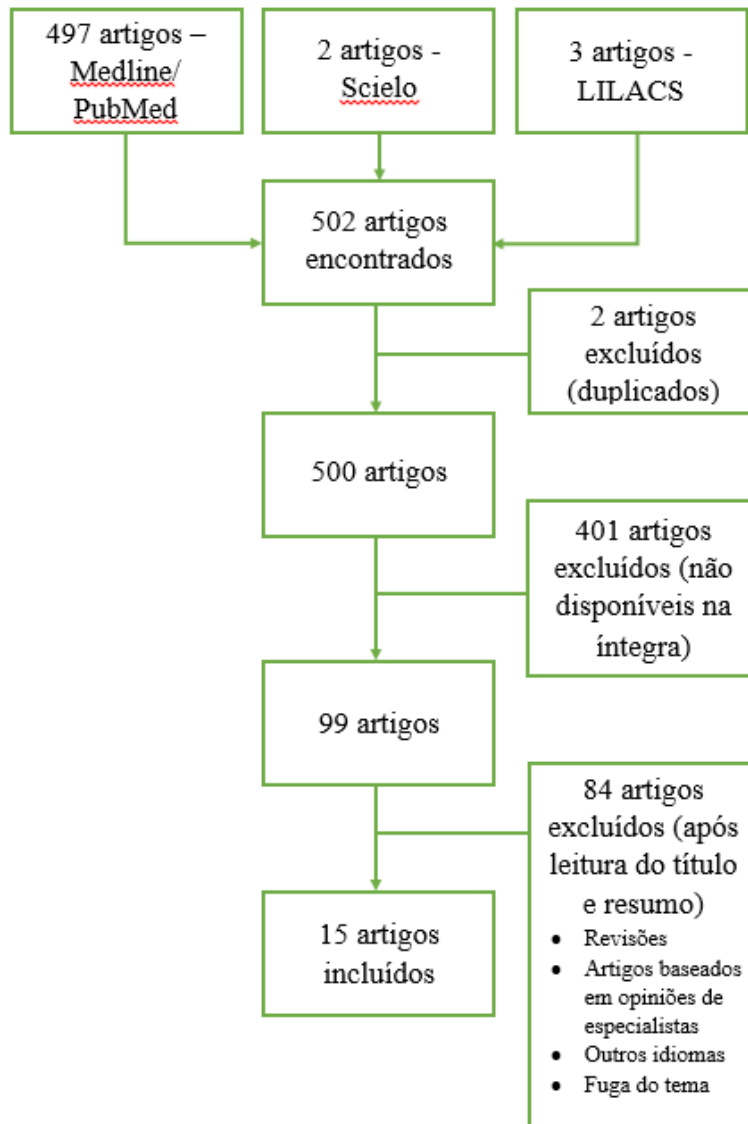 497 artigos –
Medline/
PubMed
2 artigos -
Scielo
3 artigos -
LILACS
502 artigos
encontrados
2 artigos
excluídos
(duplicados)
500 artigos
401 artigos
excluídos (não
disponíveis na
íntegra)
99 artigos
84 artigos
excluídos (após
leitura do título
e resumo)
• Revisões
• Artigos baseados
em opiniões de
especialistas
• Outros idiomas
• Fuga do tema
15 artigos
incluídos